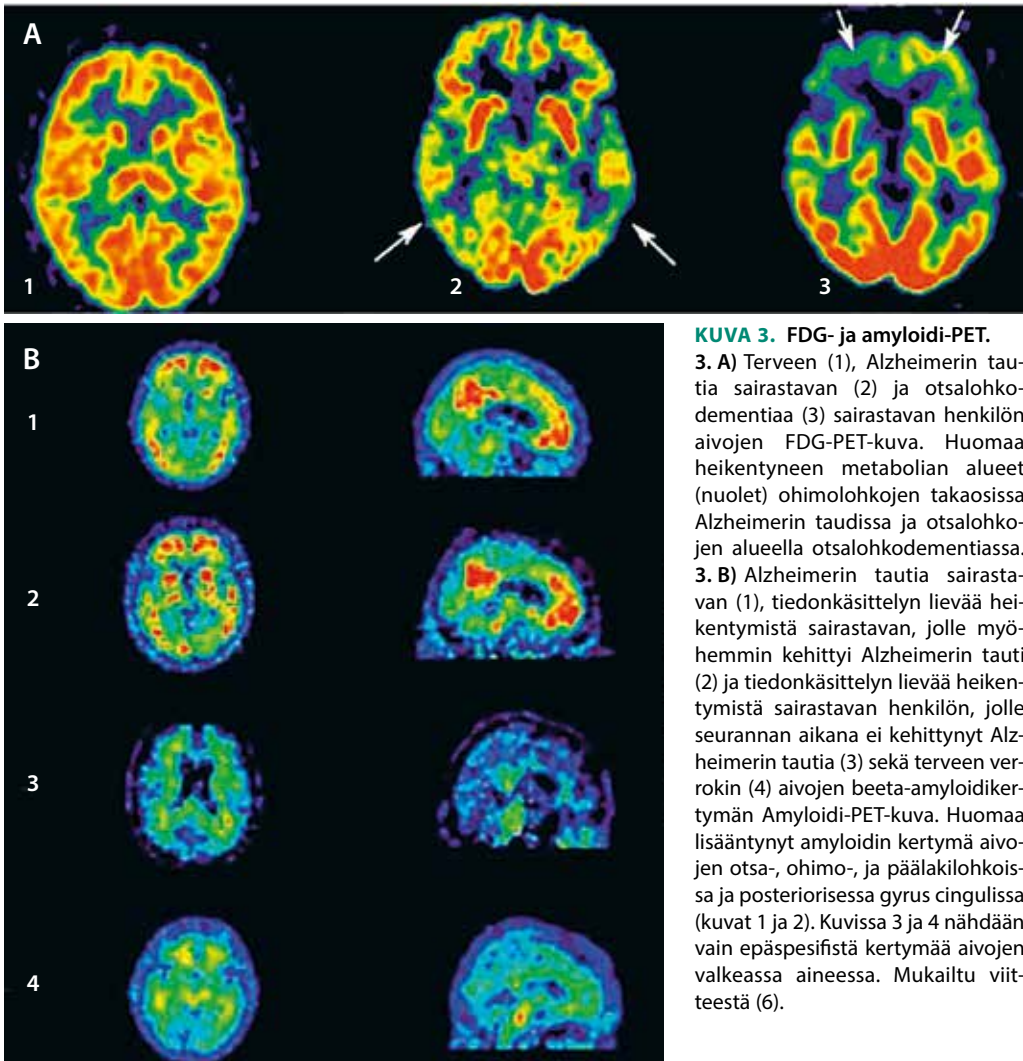 A
1
2
3
B
1
2
3
4
KUVA 3. FDG- ja amyloidi-PET.
3. A) Terveen (1), Alzheimerin tau-
tia sairastavan (2) ja otsalohko-
dementiaa (3) sairastavan henkilön
aivojen FDG-PET-kuva. Huomaa
heikentyneen metabolian alueet
(nuolet) ohimolohkojen takaosissa
Alzheimerin taudissa ja otsalohko-
jen alueella otsalohkodementiassa.
3. B) Alzheimerin tautia sairasta-
van (1), tiedonkäsittelyn lievää hei-
kentymistä sairastavan, jolle myö-
hemmin kehittyi Alzheimerin tauti
(2) ja tiedonkäsittelyn lievää heiken-
tymistä sairastavan henkilön, jolle
seurannan aikana ei kehittynyt Alz-
heimerin tautia (3) sekä terveen ver-
rokin (4) aivojen beeta-amyloidiker-
tymän Amyloidi-PET-kuva. Huomaa
lisääntynyt amyloidin kertymä aivo-
jen otsa-, ohimo-, ja päälakilohkois-
sa ja posteriorisessa gyrus cingulissa
(kuvat 1 ja 2). Kuvissa 3 ja 4 nähdään
vain epäspesifistä kertymää aivojen
valkeassa aineessa. Mukailtu viit-
teestä (6).